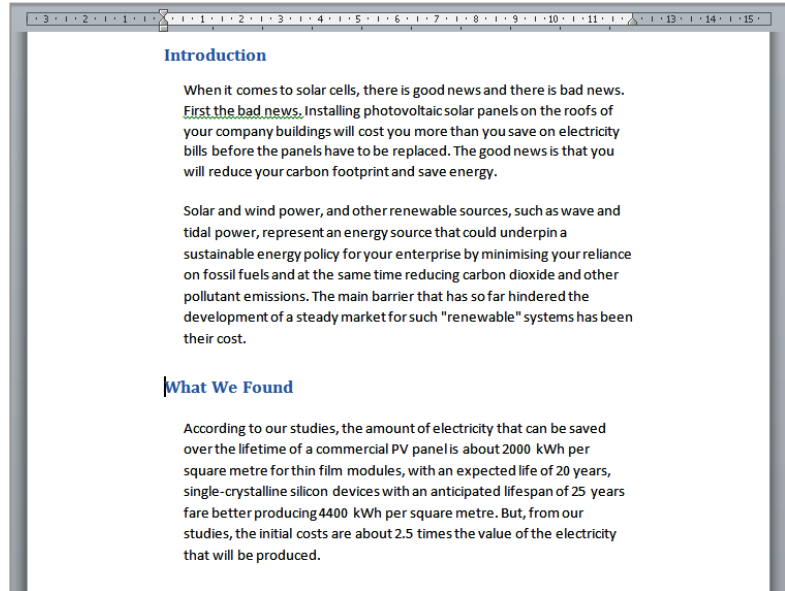 3 2 1 1 2 3 4 5 6 7 8 9 10 11 13 14 15
Introduction
When it comes to solar cells, there is good news and there is bad news.
First the bad news. Installing photovoltaic solar panels on the roofs of
your company buildings will cost you more than you save on electricity
bills before the panels have to be replaced. The good news is that you
will reduce your carbon footprint and save energy.
Solar and wind power, and other renewable sources, such as wave and
tidal power, represent an energy source that could underpin a
sustainable energy policy for your enterprise by minimising your reliance
on fossil fuels and at the same time reducing carbon dioxide and other
pollutant emissions. The main barrier that has so far hindered the
development of a steady market for such "renewable" systems has been
their cost.
What We Found
According to our studies, the amount of electricity that can be saved
over the lifetime of a commercial PV panel is about 2000 kWh per
square metre for thin film modules, with an expected life of 20 years,
single-crystalline silicon devices with an anticipated lifespan of 25 years
fare better producing 4400 kWh per square metre. But, from our
studies, the initial costs are about 2.5 times the value of the electricity
that will be produced.